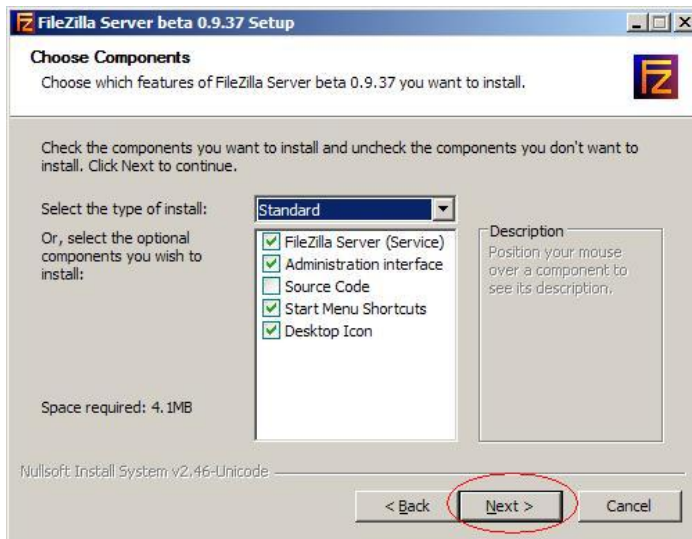 FileZilla Server beta 0.9.37 Setup
Choose Components
Choose which features of FileZilla Server beta 0.9.37 you want to install.
FZ
Check the components you want to install and uncheck the components you don't want to
install. Click Next to continue.
Select the type of install:
Standard
Or, select the optional
components you wish to
install:
FileZilla Server (Service)
Administration interface
Source Code
Start Menu Shortcuts
Desktop Icon
Description
Position your mouse
over a component to
see its description.
Space required: 4.1MB
Nullsoft Install System v2.46-Unicode
< Back
Next >
Cancel